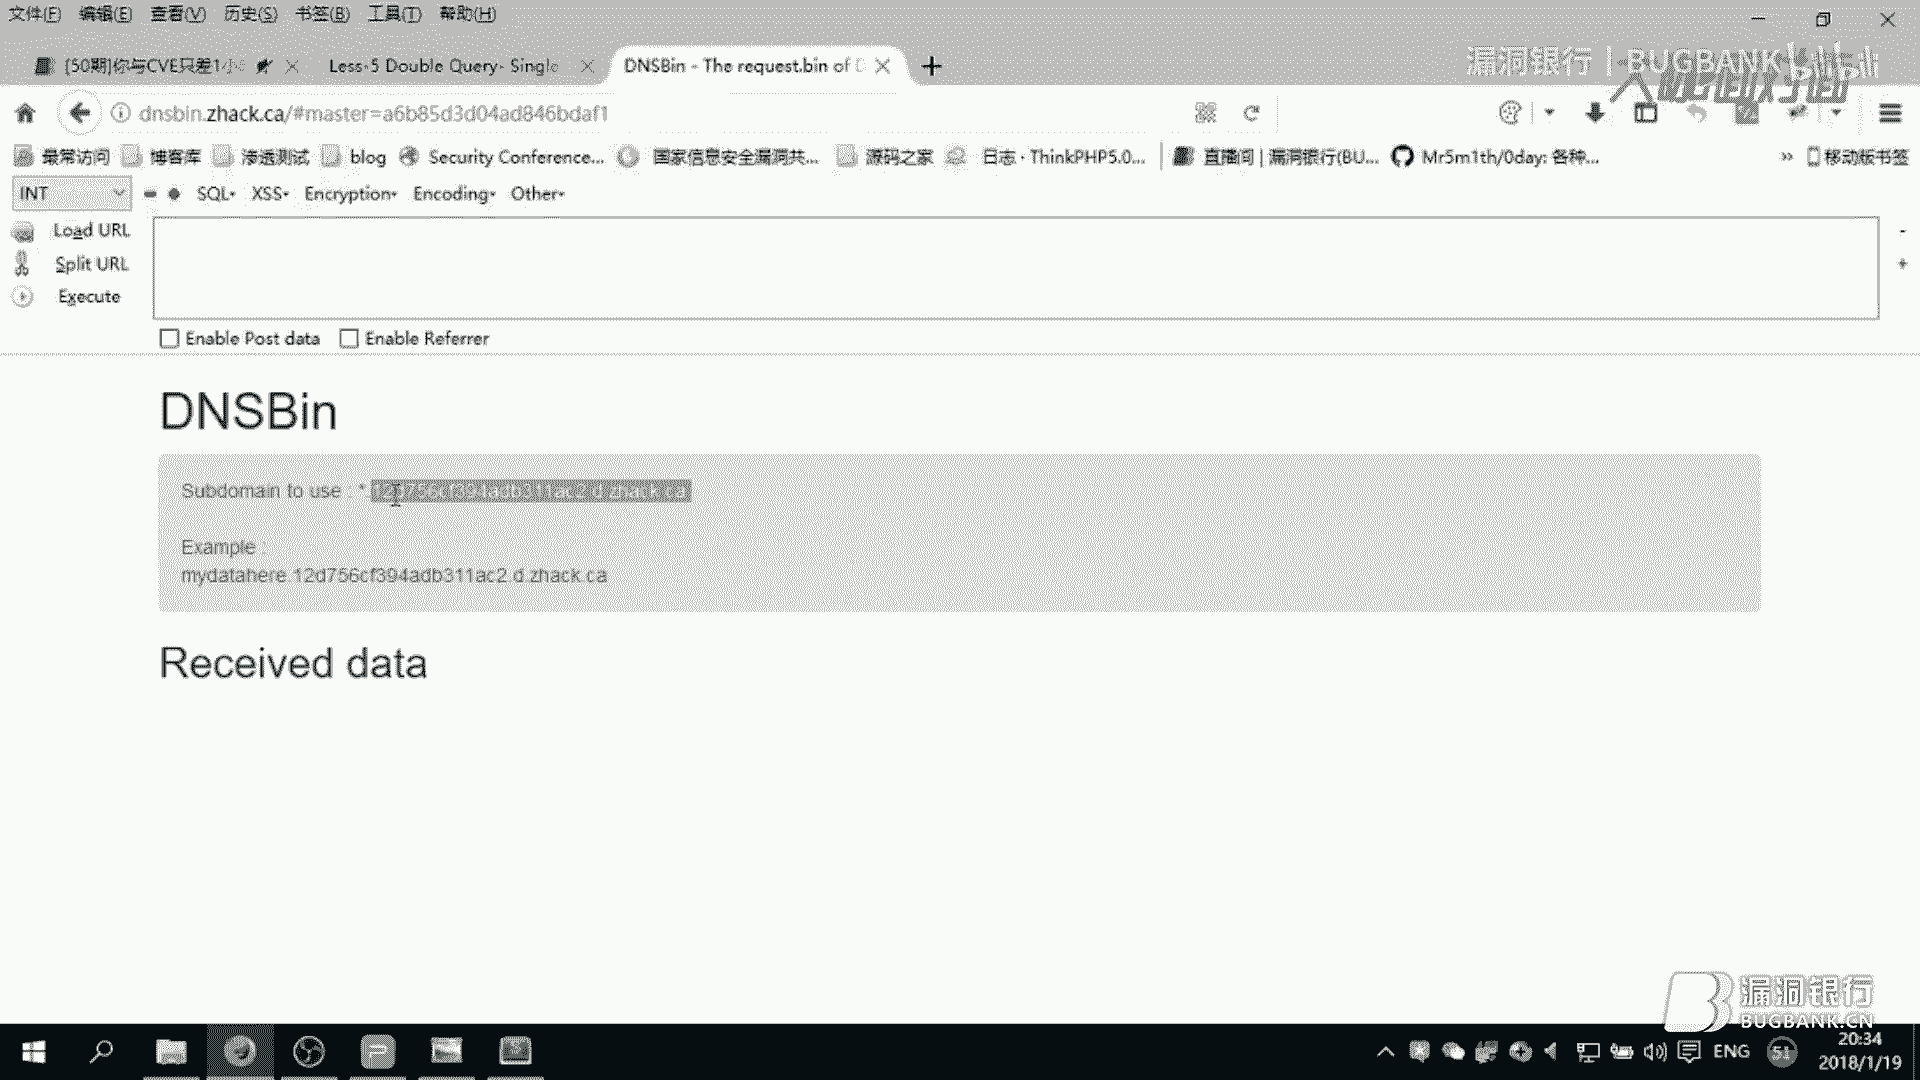 文件(F) 编辑(E) 查看(V) 历史(S) 书签(B) 工具(T) 帮助(H)
漏洞银行 | BUGBANK bilibili
[50期]你与CVE只差1小 Less-5 Double Query- Single DNSBin - The request.bin of D
dnsbin.zhack.ca/#master=a6b85d3d04ad846bdaf1
最常访问 博客库 渗透测试 blog Security Conference... 国家信息安全漏洞共... 源码之家 日志 · ThinkPHP5.0... 直播间 | 漏洞银行(BU... Mr5m1th/0day: 各种... 移动版书签
INT SQL- XSS- Encryption- Encoding- Other-
Load URL
Split URL
Execute
Enable Post data Enable Referrer
DNSBin
Subdomain to use : *.12d756cf394adb311ac2.d.zhack.ca
Example :
mydatahere.12d756cf394adb311ac2.d.zhack.ca
Received data
漏洞银行
BUGBANK.CN
ENG 51 20:34
2018/1/19